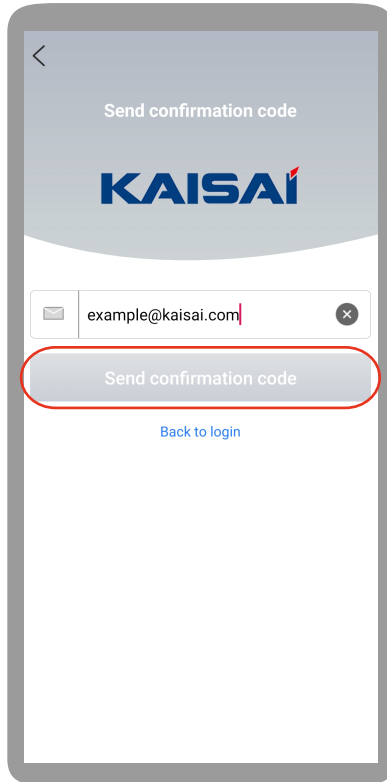 Send confirmation code
KAISAI
example@kaisai.com
Send confirmation code
Back to login